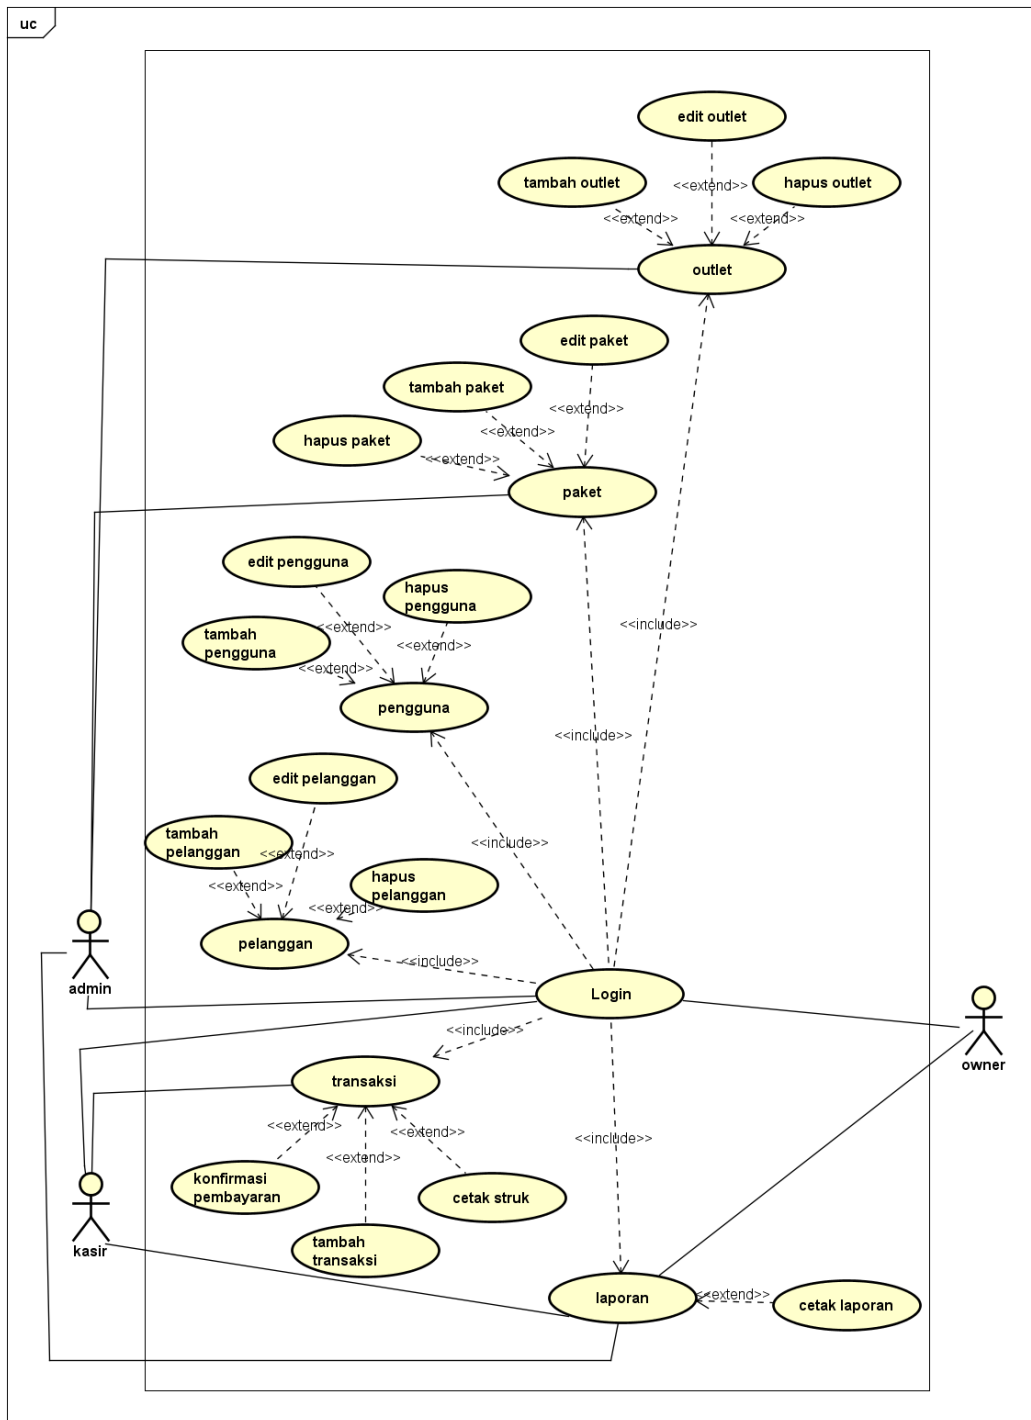 uc
edit outlet
tambah outlet
<<extend>>
hapus outlet
<<extend>>
<<extend>>
outlet
edit paket
tambah paket
<<extend>>
hapus paket
<<extend>>
<<extend>>
paket
edit pengguna
hapus
pengguna
<<extend>>
tambah
pengguna
<<extend>>
<<extend>>
<<include>>
pengguna
<<include>>
edit pelanggan
tambah
pelanggan
<<extend>>
<<include>>
hapus
pelanggan
<<extend>>
<<extend>>
pelanggan
<<include>>
admin
Login
<<include>>
owner
transaksi
<<extend>>
<<extend>>
<<include>>
<<extend>>
konfirmasi
pembayaran
cetak struk
kasir
tambah
transaksi
laporan
<<extend>>
cetak laporan